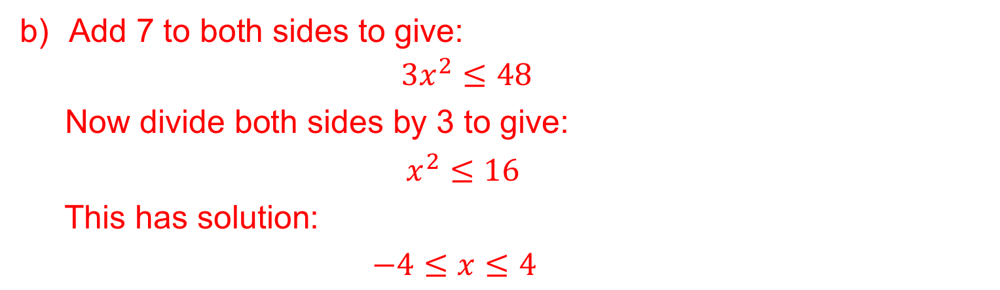 b) Add 7 to both sides to give:
3x² ≤ 48
Now divide both sides by 3 to give:
x² ≤ 16
This has solution:
−4 ≤ x ≤ 4